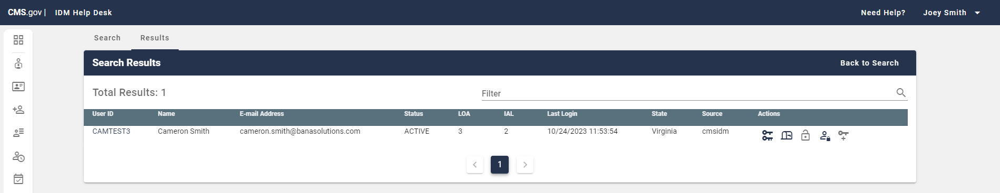 CMS.gov | IDM Help Desk Need Help? Joey Smith
Search Results
Search Results Back to Search
Total Results: 1 Filter
User ID Name E-mail Address Status LOA IAL Last Login State Source Actions
CAMTEST3 Cameron Smith cameron.smith@banasolutions.com ACTIVE 3 2 10/24/2023 11:53:54 Virginia cmsidm
1